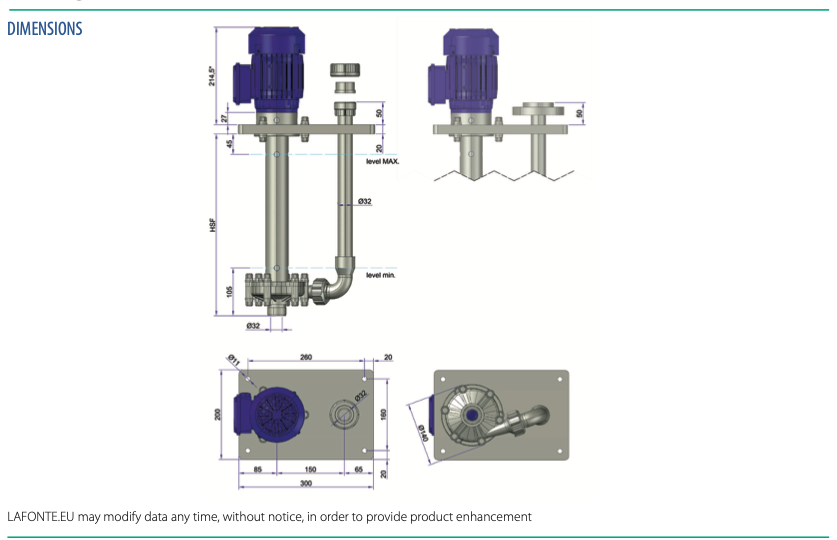 DIMENSIONS
214,5*
27
45
HSF
105
Ø32
50
20
level MAX.
Ø32
level min.
50
Ø11
260
20
200
Ø32
160
85
150
65
20
300
Ø140
LAFONTE.EU may modify data any time, without notice, in order to provide product enhancement